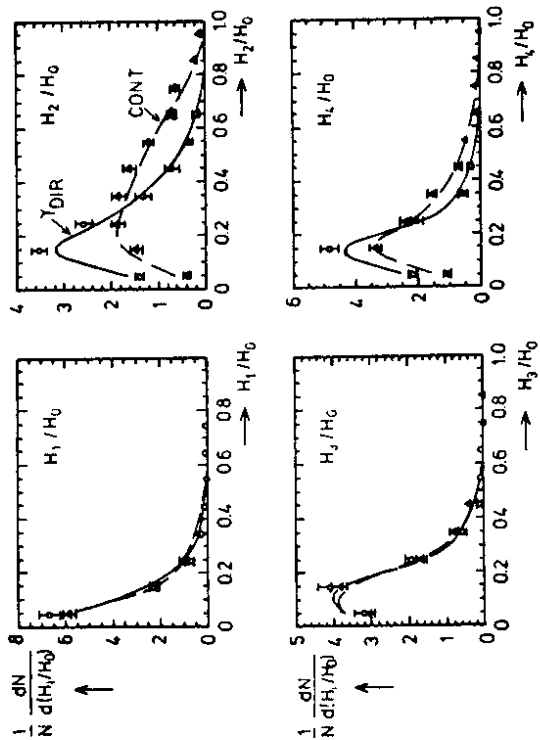 1/N dN/d(H₁/H₀)
8
6
4
2
0
H₁/H₀
0 0.2 0.4 0.6 0.8
→ H₁/H₀
4
3
2
1
0
H₂/H₀
γDIR
CONT
0 0.2 0.4 0.6 0.8 1.0
→ H₂/H₀
1/N dN/d(Hᵢ/H₀)
5
4
3
2
1
0
H₃/H₀
0 0.2 0.4 0.6 0.8 1.0
→ H₃/H₀
6
4
2
0
H₄/H₀
0 0.2 0.4 0.6 0.8 1.0
→ H₄/H₀